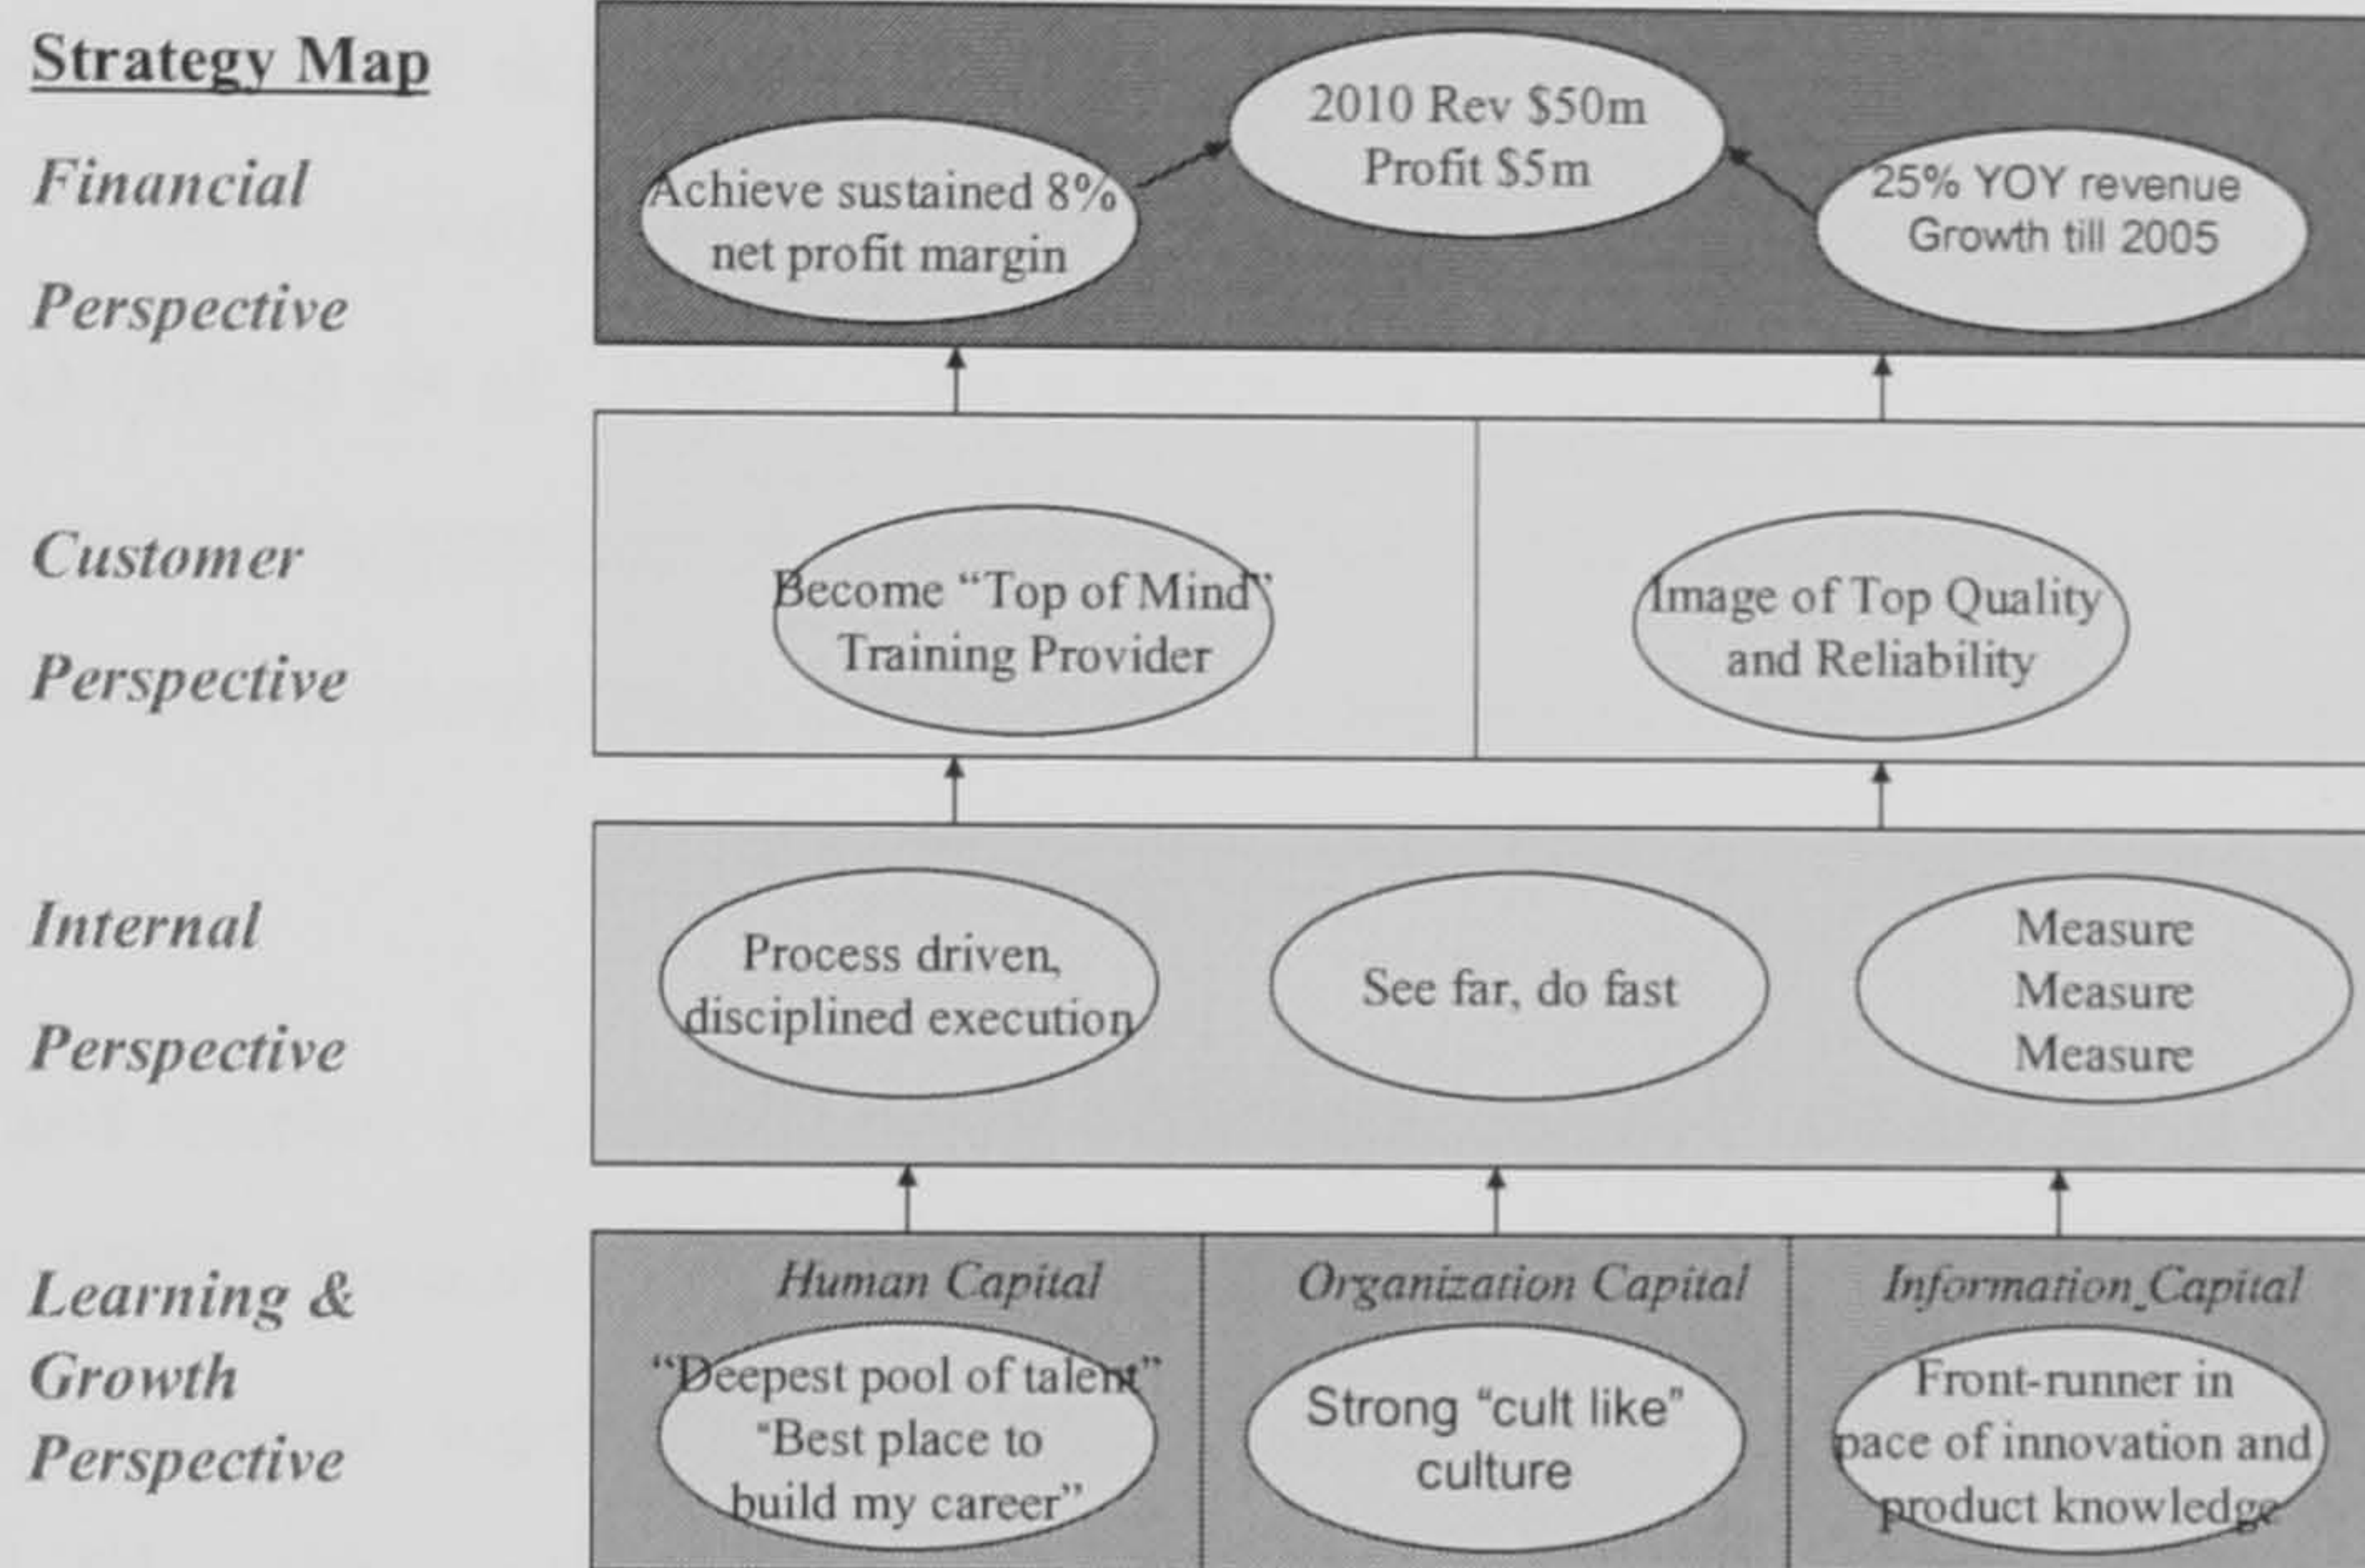 Strategy Map
Financial
Perspective
Achieve sustained 8%
net profit margin
2010 Rev $50m
Profit $5m
25% YOY revenue
Growth till 2005
Customer
Perspective
Become “Top of Mind”
Training Provider
Image of Top Quality
and Reliability
Internal
Perspective
Process driven,
disciplined execution
See far, do fast
Measure
Measure
Measure
Learning &
Growth
Perspective
Human Capital
“Deepest pool of talent”
“Best place to
build my career”
Organization Capital
Strong “cult like”
culture
Information Capital
Front-runner in
pace of innovation and
product knowledge